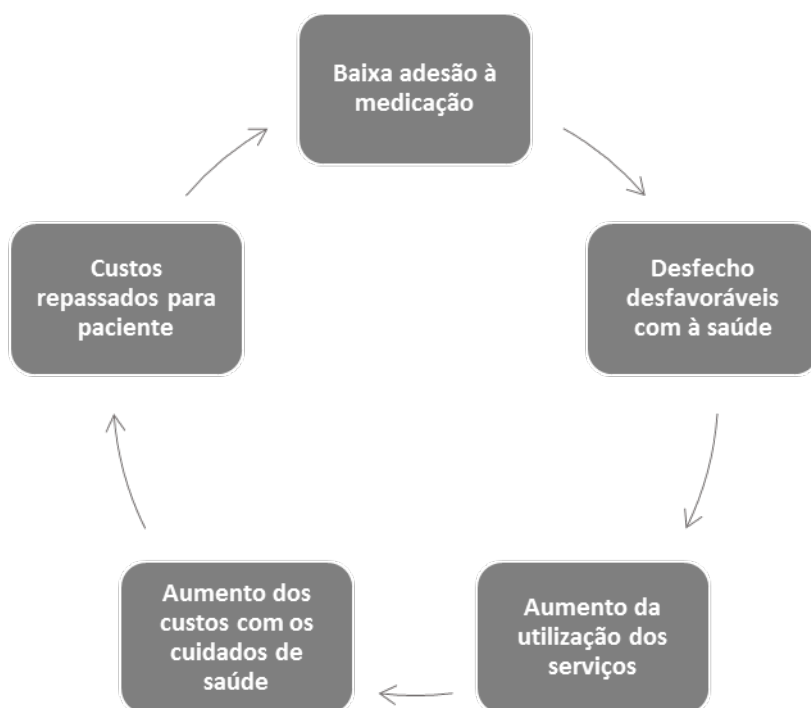 Baixa adesão à
medicação
Desfecho
desfavoráveis
com à saúde
Aumento da
utilização dos
serviços
Aumento dos
custos com os
cuidados de
saúde
Custos
repassados para
paciente